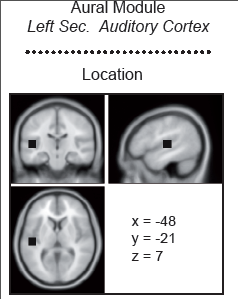 Aural Module
Left Sec. Auditory Cortex
Location
x = -48
y = -21
z = 7